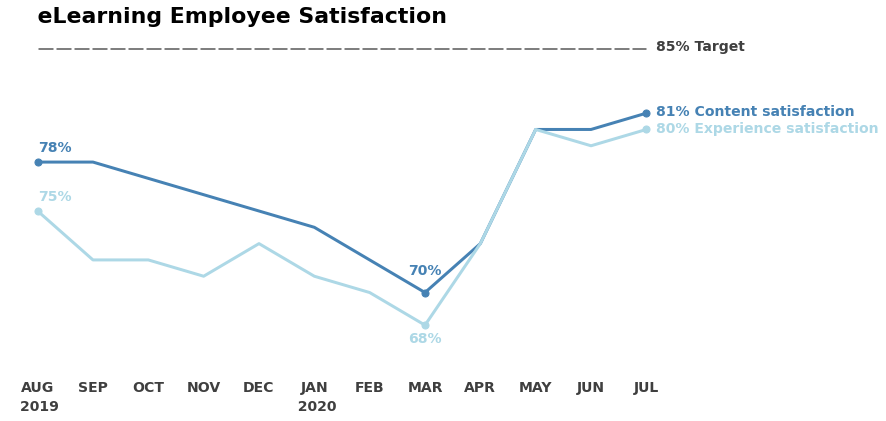 eLearning Employee Satisfaction
85% Target
81% Content satisfaction
80% Experience satisfaction
78%
75%
70%
68%
AUG SEP OCT NOV DEC JAN FEB MAR APR MAY JUN JUL
2019 2020